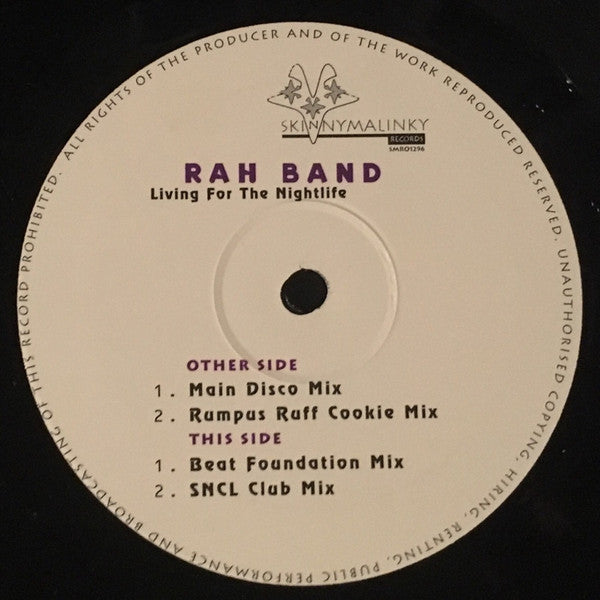 ALL RIGHTS OF THE PRODUCER AND OF THE WORK REPRODUCED RESERVED. UNAUTHORISED COPYING, HIRING, RENTING, PUBLIC PERFORMANCE AND BROADCASTING OF THIS RECORD PROHIBITED.
SKINNYMALINKY
RECORDS
SMRO1296
RAH BAND
Living For The Nightlife
OTHER SIDE
1. Main Disco Mix
2. Rumpus Ruff Cookie Mix
THIS SIDE
1. Beat Foundation Mix
2. SNCL Club Mix